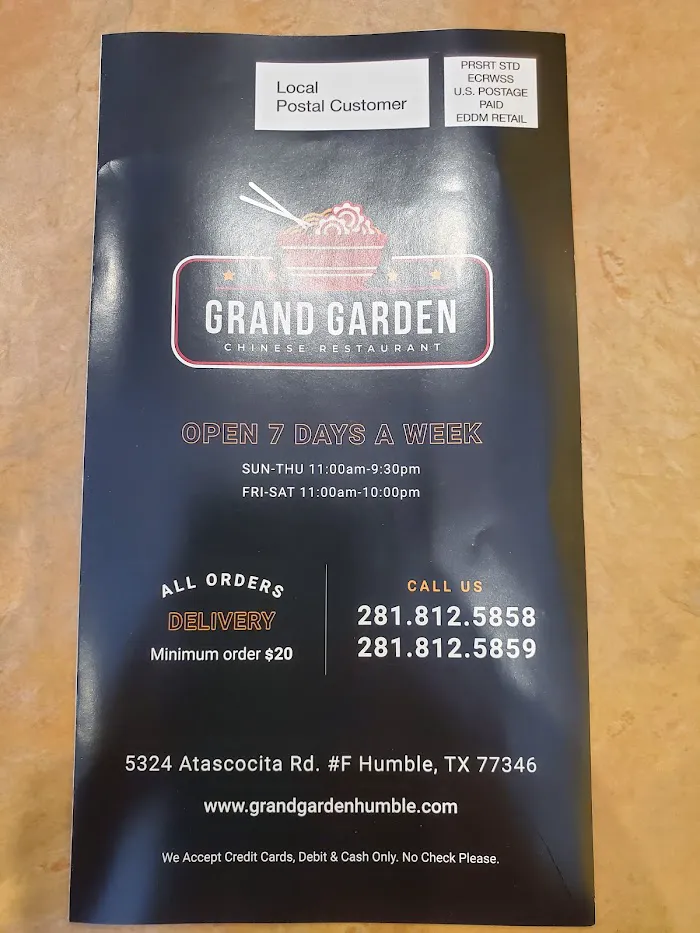 Local
Postal Customer
PRSRT STD
ECRWSS
U.S. POSTAGE
PAID
EDDM RETAIL
GRAND GARDEN
CHINESE RESTAURANT
OPEN 7 DAYS A WEEK
SUN-THU 11:00am-9:30pm
FRI-SAT 11:00am-10:00pm
ALL ORDERS
DELIVERY
Minimum order $20
CALL US
281.812.5858
281.812.5859
5324 Atascocita Rd. #F Humble, TX 77346
www.grandgardenhumble.com
We Accept Credit Cards, Debit & Cash Only. No Check Please.